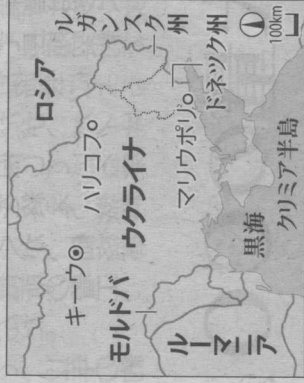 ロシア
ルガンスク州
ハリコフ
キーウ
ウクライナ
ドネツク州
マリウポリ
モルドバ
ルーマニア
黒海
クリミア半島
100km